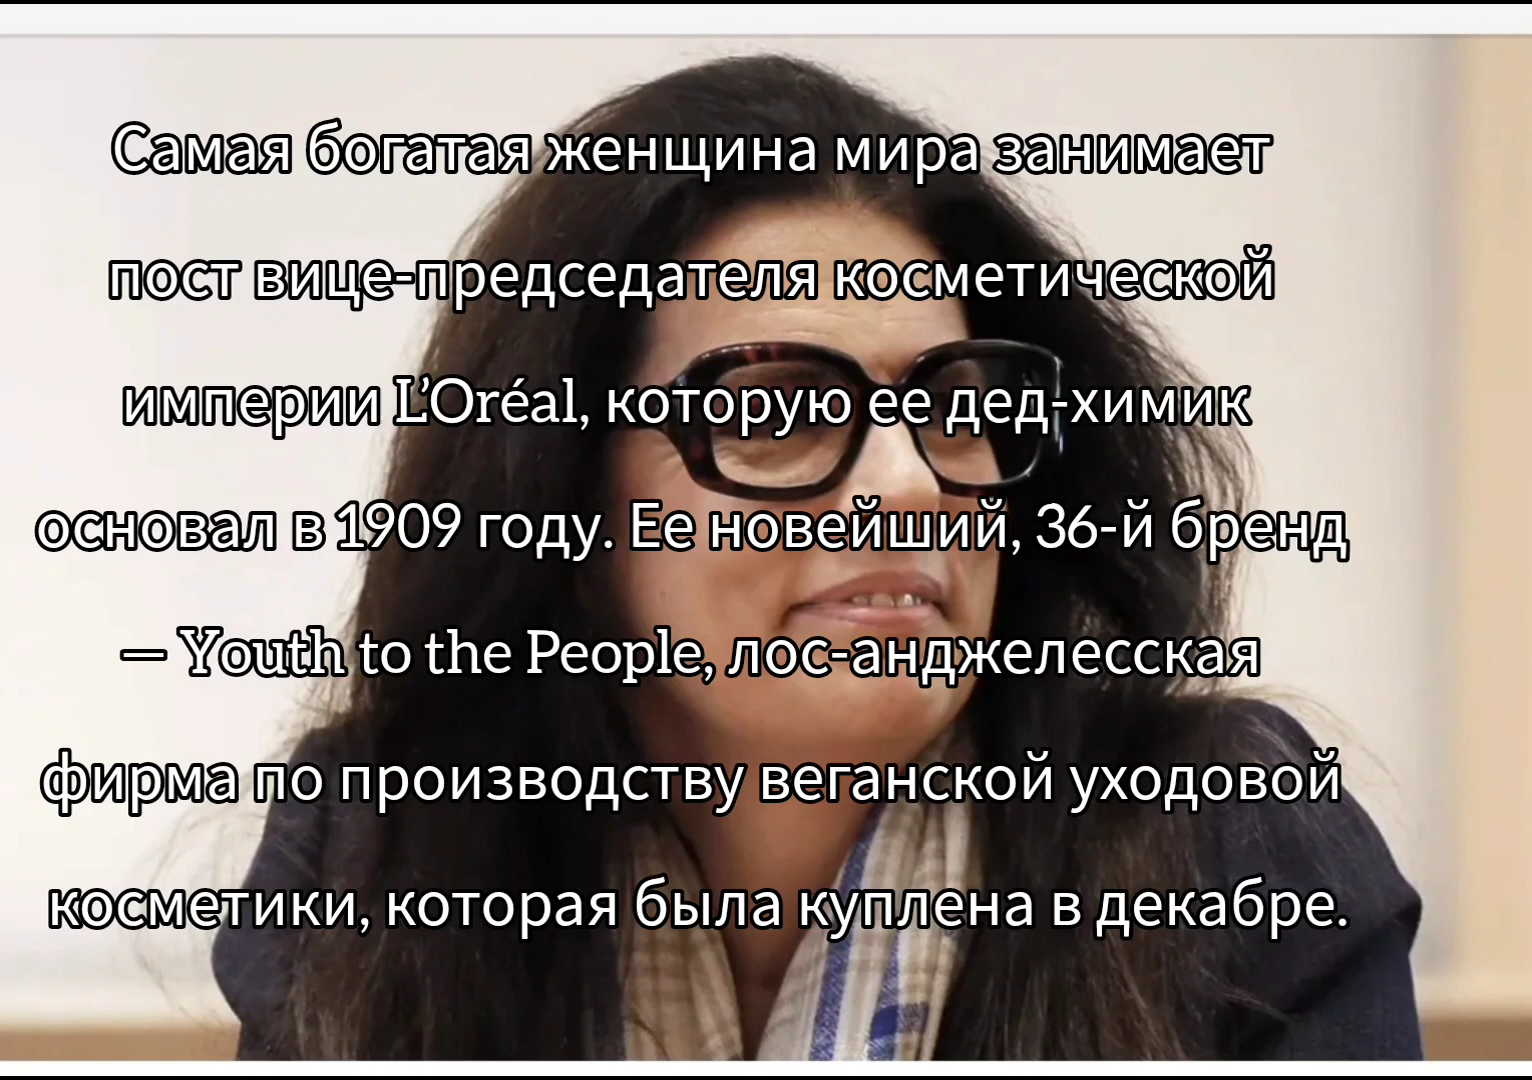 Самая богатая женщина мира занимает
пост вице-председателя косметической
империи L’Oréal, которую ее дед-химик
основал в 1909 году. Ее новейший, 36-й бренд
— Youth to the People, лос-анджелесская
фирма по производству веганской уходовой
косметики, которая была куплена в декабре.